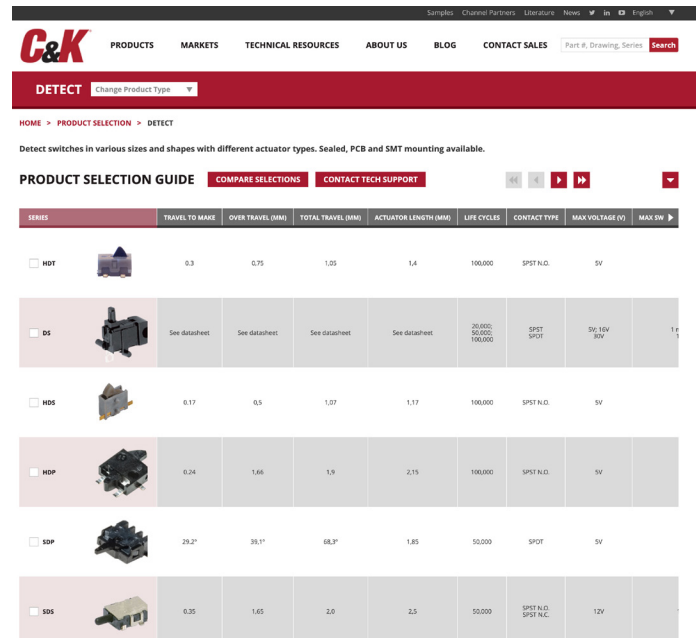 Samples Channel Partners Literature News English
C&K PRODUCTS MARKETS TECHNICAL RESOURCES ABOUT US BLOG CONTACT SALES Part #, Drawing, Series Search
DETECT Change Product Type
HOME > PRODUCT SELECTION > DETECT
Detect switches in various sizes and shapes with different actuator types. Sealed, PCB and SMT mounting available.
PRODUCT SELECTION GUIDE COMPARE SELECTIONS CONTACT TECH SUPPORT
SERIES TRAVEL TO MAKE OVER TRAVEL (MM) TOTAL TRAVEL (MM) ACTUATOR LENGTH (MM) LIFE CYCLES CONTACT TYPE MAX VOLTAGE (V) MAX SW
HDT 0.3 0,75 1,05 1,4 100,000 SPST N.O. 5V
DS See datasheet See datasheet See datasheet See datasheet 20,000; 50,000; 100,000 SPST SPDT 5V; 16V 30V
HDS 0.17 0,5 1,07 1,17 100,000 SPST N.O. 5V
HDP 0.24 1,66 1,9 2,15 100,000 SPST N.O. 5V
SDP 29.2° 39,1° 68,3° 1,85 50,000 SPDT 5V
SDS 0.35 1,65 2,0 2,5 50,000 SPST N.O. SPST N.C. 12V